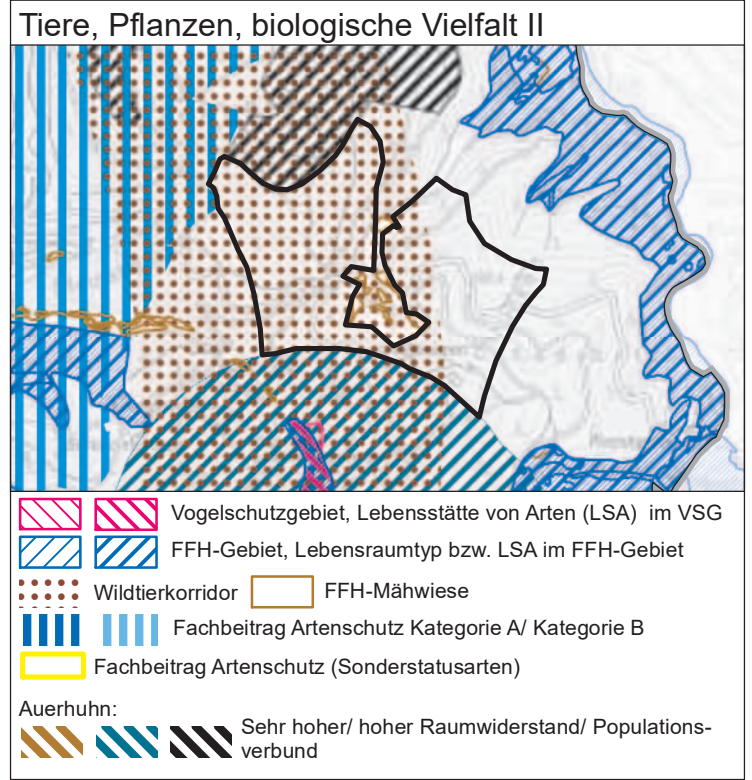 Tiere, Pflanzen, biologische Vielfalt II
Vogelschutzgebiet, Lebensstätte von Arten (LSA) im VSG
FFH-Gebiet, Lebensraumtyp bzw. LSA im FFH-Gebiet
Wildtierkorridor FFH-Mähwiese
Fachbeitrag Artenschutz Kategorie A/ Kategorie B
Fachbeitrag Artenschutz (Sonderstatusarten)
Auerhuhn:
Sehr hoher/ hoher Raumwiderstand/ Populations-
verbund